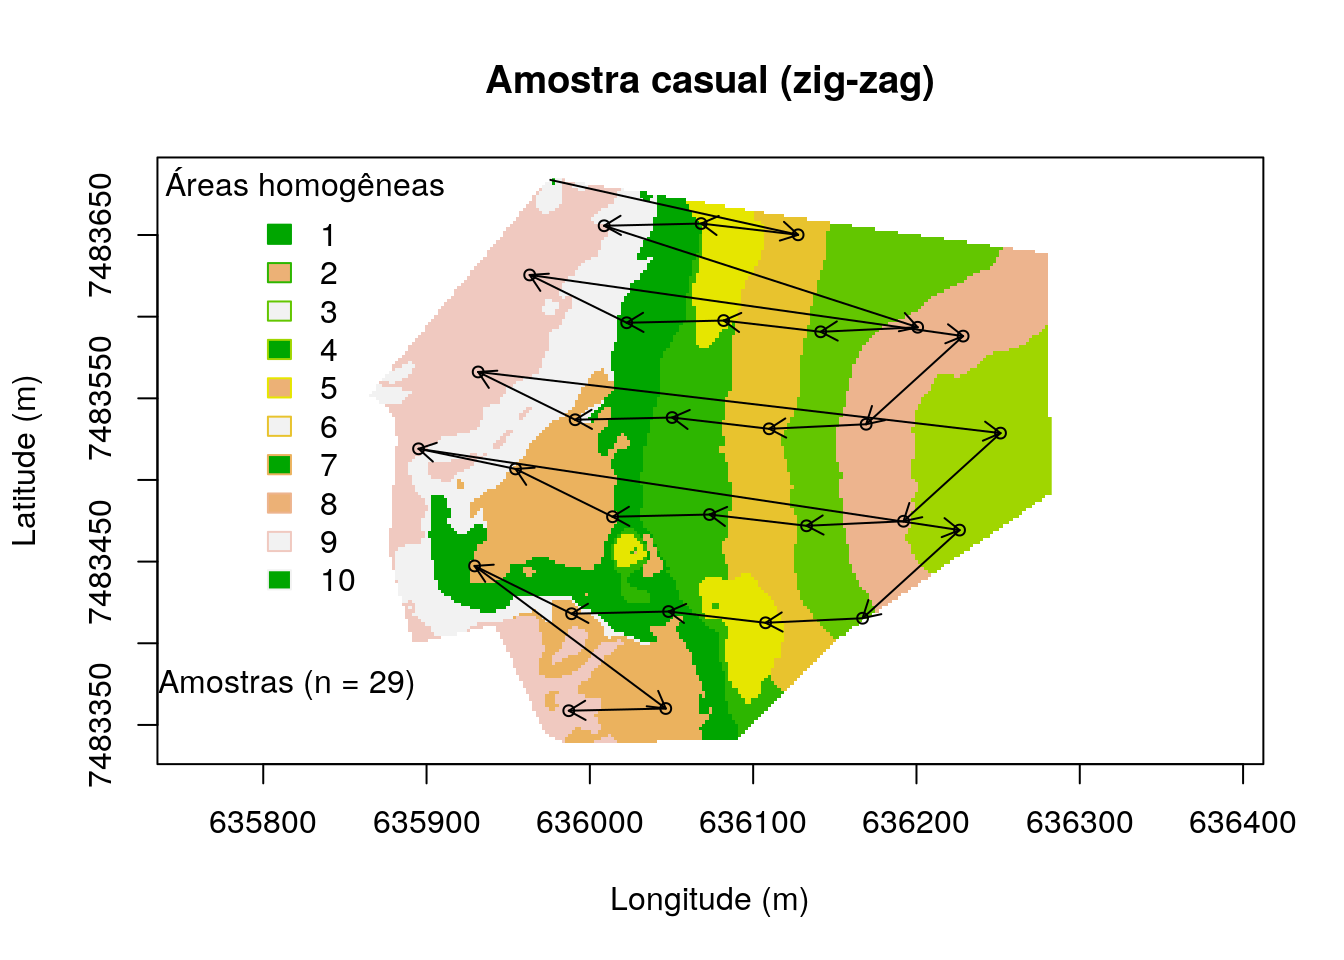 Amostra casual (zig-zag)
Áreas homogêneas
1
2
3
4
5
6
7
8
9
10
Amostras (n = 29)
Latitude (m)
7483650
7483550
7483450
7483350
635800 635900 636000 636100 636200 636300 636400
Longitude (m)